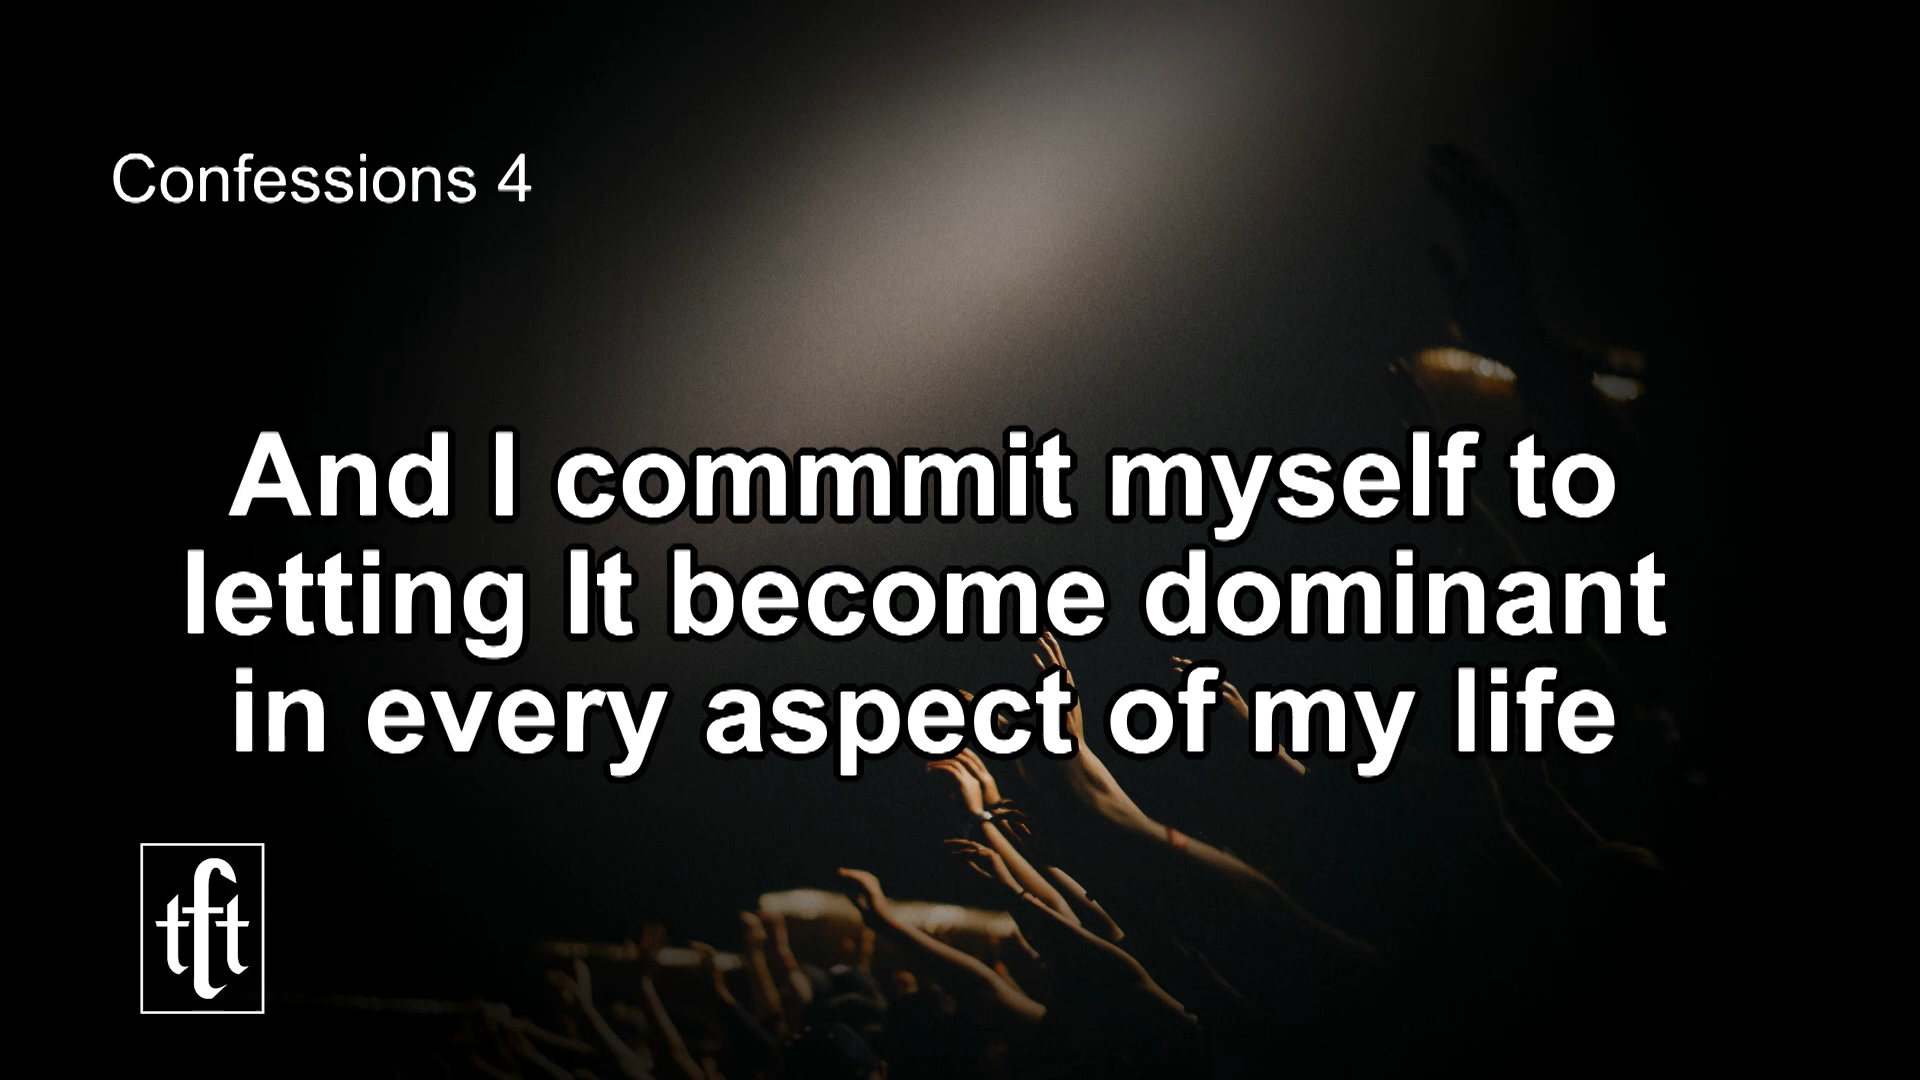 Confessions 4
And I commmit myself to
letting It become dominant
in every aspect of my life
tft